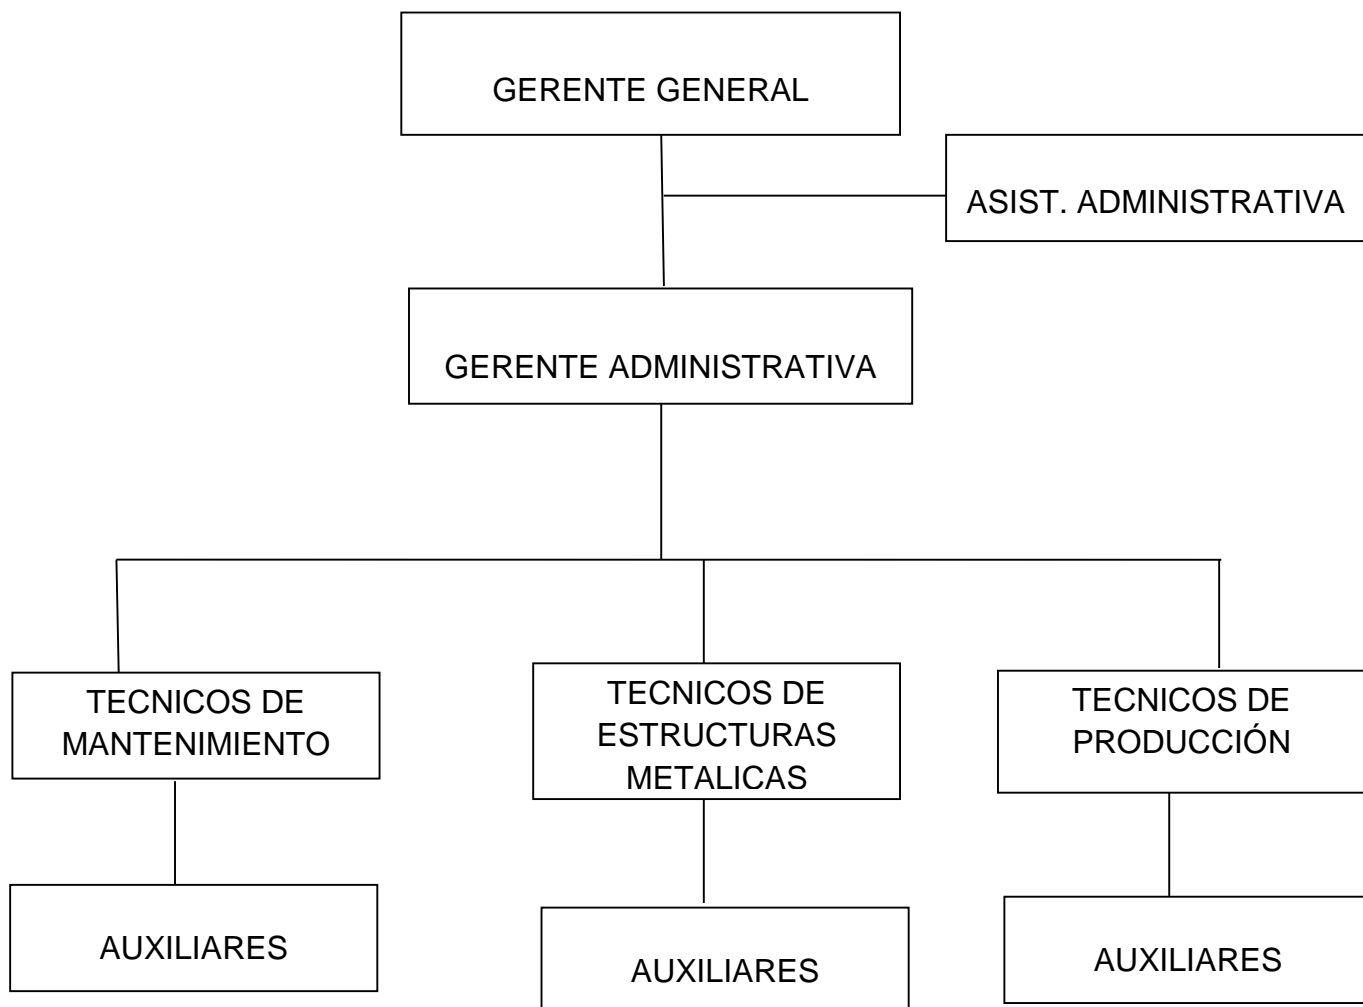 GERENTE GENERAL
ASIST. ADMINISTRATIVA
GERENTE ADMINISTRATIVA
TECNICOS DE
MANTENIMIENTO
TECNICOS DE
ESTRUCTURAS
METALICAS
TECNICOS DE
PRODUCCIÓN
AUXILIARES
AUXILIARES
AUXILIARES